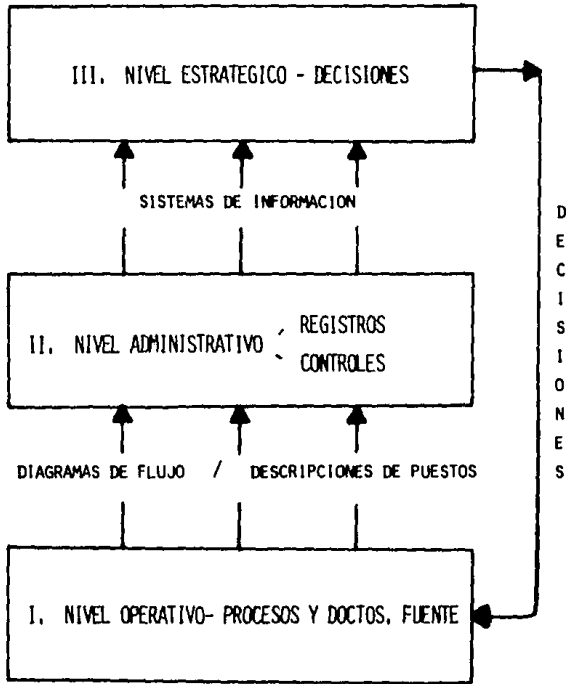 III. NIVEL ESTRATEGICO - DECISIONES
SISTEMAS DE INFORMACION
II. NIVEL ADMINISTRATIVO
REGISTROS
CONTROLES
DIAGRAMAS DE FLUJO / DESCRIPCIONES DE PUESTOS
I. NIVEL OPERATIVO- PROCESOS Y DOCTOS. FUENTE
DECISIONES